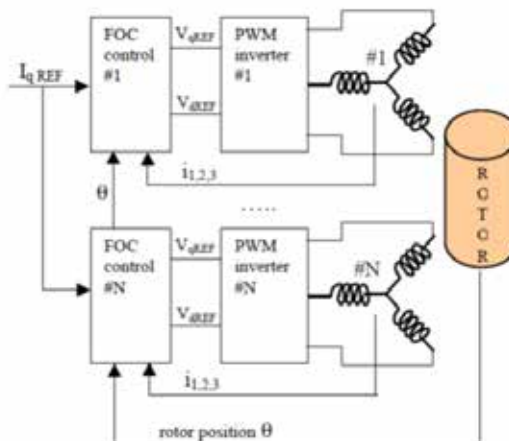 FOC
control
#1
V_qREF
PWM
inverter
#1
#1
I_q REF
V_dREF
i_1,2,3
θ
.....
FOC
control
#N
V_qREF
PWM
inverter
#N
#N
V_dREF
i_1,2,3
rotor position θ
R
O
T
O
R